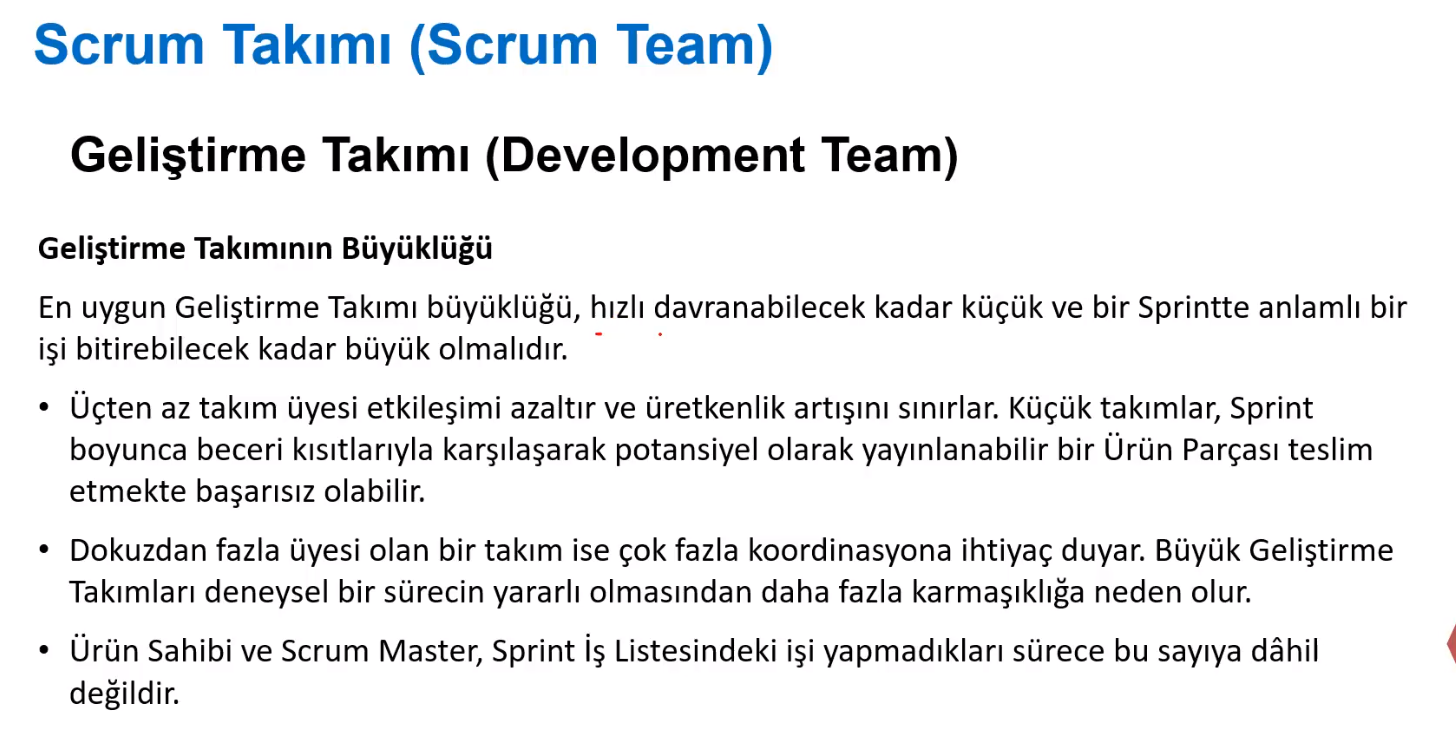 Scrum Takımı (Scrum Team)
Geliştirme Takımı (Development Team)
Geliştirme Takımının Büyüklüğü
En uygun Geliştirme Takımı büyüklüğü, hızlı davranabilecek kadar küçük ve bir Sprintte anlamlı bir
işi bitirebilecek kadar büyük olmalıdır.
• Üçten az takım üyesi etkileşimi azaltır ve üretkenlik artışını sınırlar. Küçük takımlar, Sprint
boyunca beceri kısıtlarıyla karşılaşarak potansiyel olarak yayınlanabilir bir Ürün Parçası teslim
etmekte başarısız olabilir.
• Dokuzdan fazla üyesi olan bir takım ise çok fazla koordinasyona ihtiyaç duyar. Büyük Geliştirme
Takımları deneysel bir sürecin yararlı olmasından daha fazla karmaşıklığa neden olur.
• Ürün Sahibi ve Scrum Master, Sprint İş Listesindeki işi yapmadıkları sürece bu sayıya dâhil
değildir.